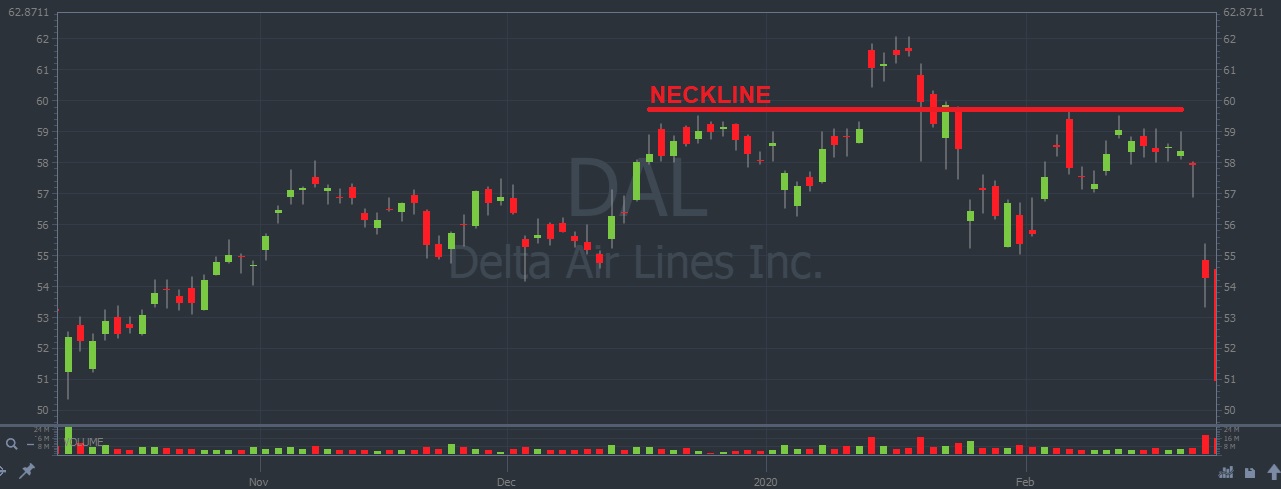 62.8711 62.8711
62 62
61 61
NECKLINE
60 60
59 59
58 58
DAL
57 57
56 56
55 55
Delta Air Lines Inc.
54 54
53 53
52 52
51 51
50 50
24 M 24 M
VOLUME
16 M 16 M
8 M 8 M
Nov Dec 2020 Feb